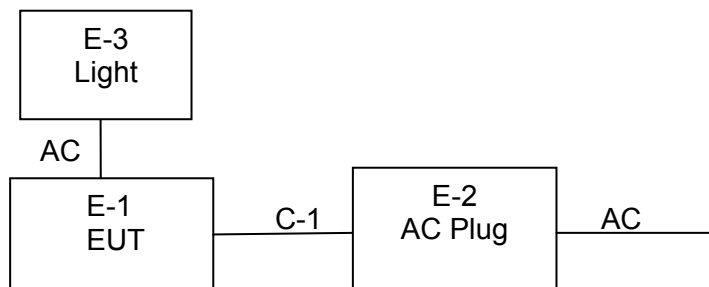 E-3
Light
AC
E-1
EUT
C-1
E-2
AC Plug
AC